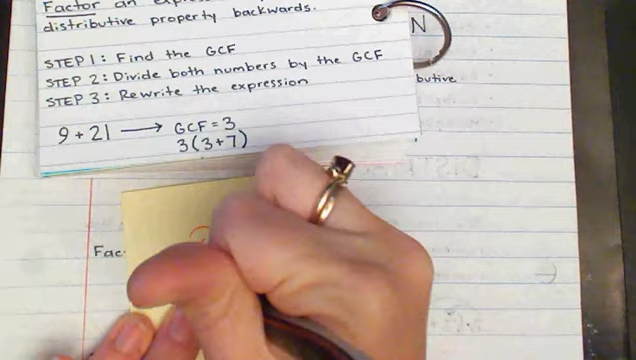 Factor an
distributive property backwards.
STEP 1: Find the GCF
STEP 2: Divide both numbers by the GCF
STEP 3: Rewrite the expression
9 + 21 → GCF = 3
3(3+7)
N
butive
Fac